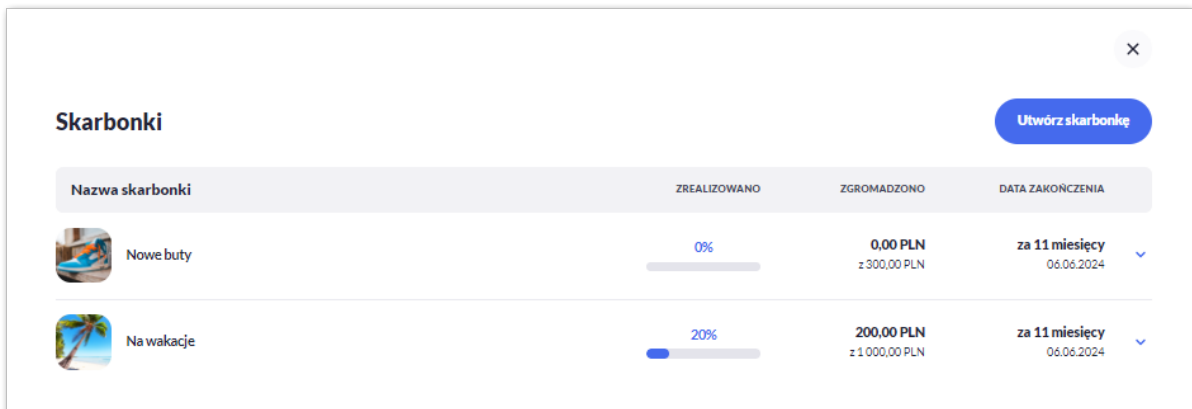 Skarbonki
Utwórz skarbonkę
Nazwa skarbonki ZREALIZOWANO ZGROMADZONO DATA ZAKOŃCZENIA
Nowe buty 0% 0,00 PLN za 11 miesięcy
z 300,00 PLN 06.06.2024
Na wakacje 20% 200,00 PLN za 11 miesięcy
z 1 000,00 PLN 06.06.2024